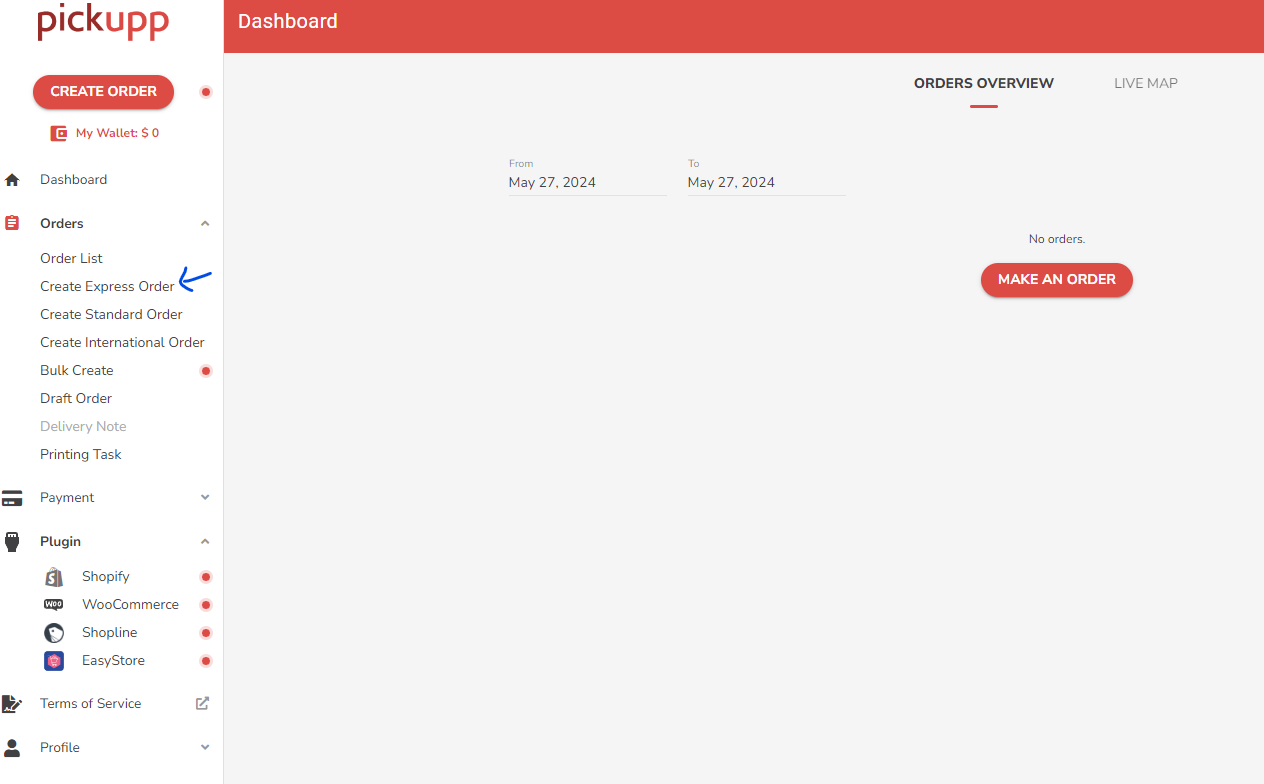 pickupp
Dashboard
CREATE ORDER
My Wallet: $ 0
Dashboard
Orders
Order List
Create Express Order
Create Standard Order
Create International Order
Bulk Create
Draft Order
Delivery Note
Printing Task
Payment
Plugin
Shopify
WOO WooCommerce
Shopline
EasyStore
Terms of Service
Profile
ORDERS OVERVIEW LIVE MAP
From To
May 27, 2024 May 27, 2024
No orders.
MAKE AN ORDER